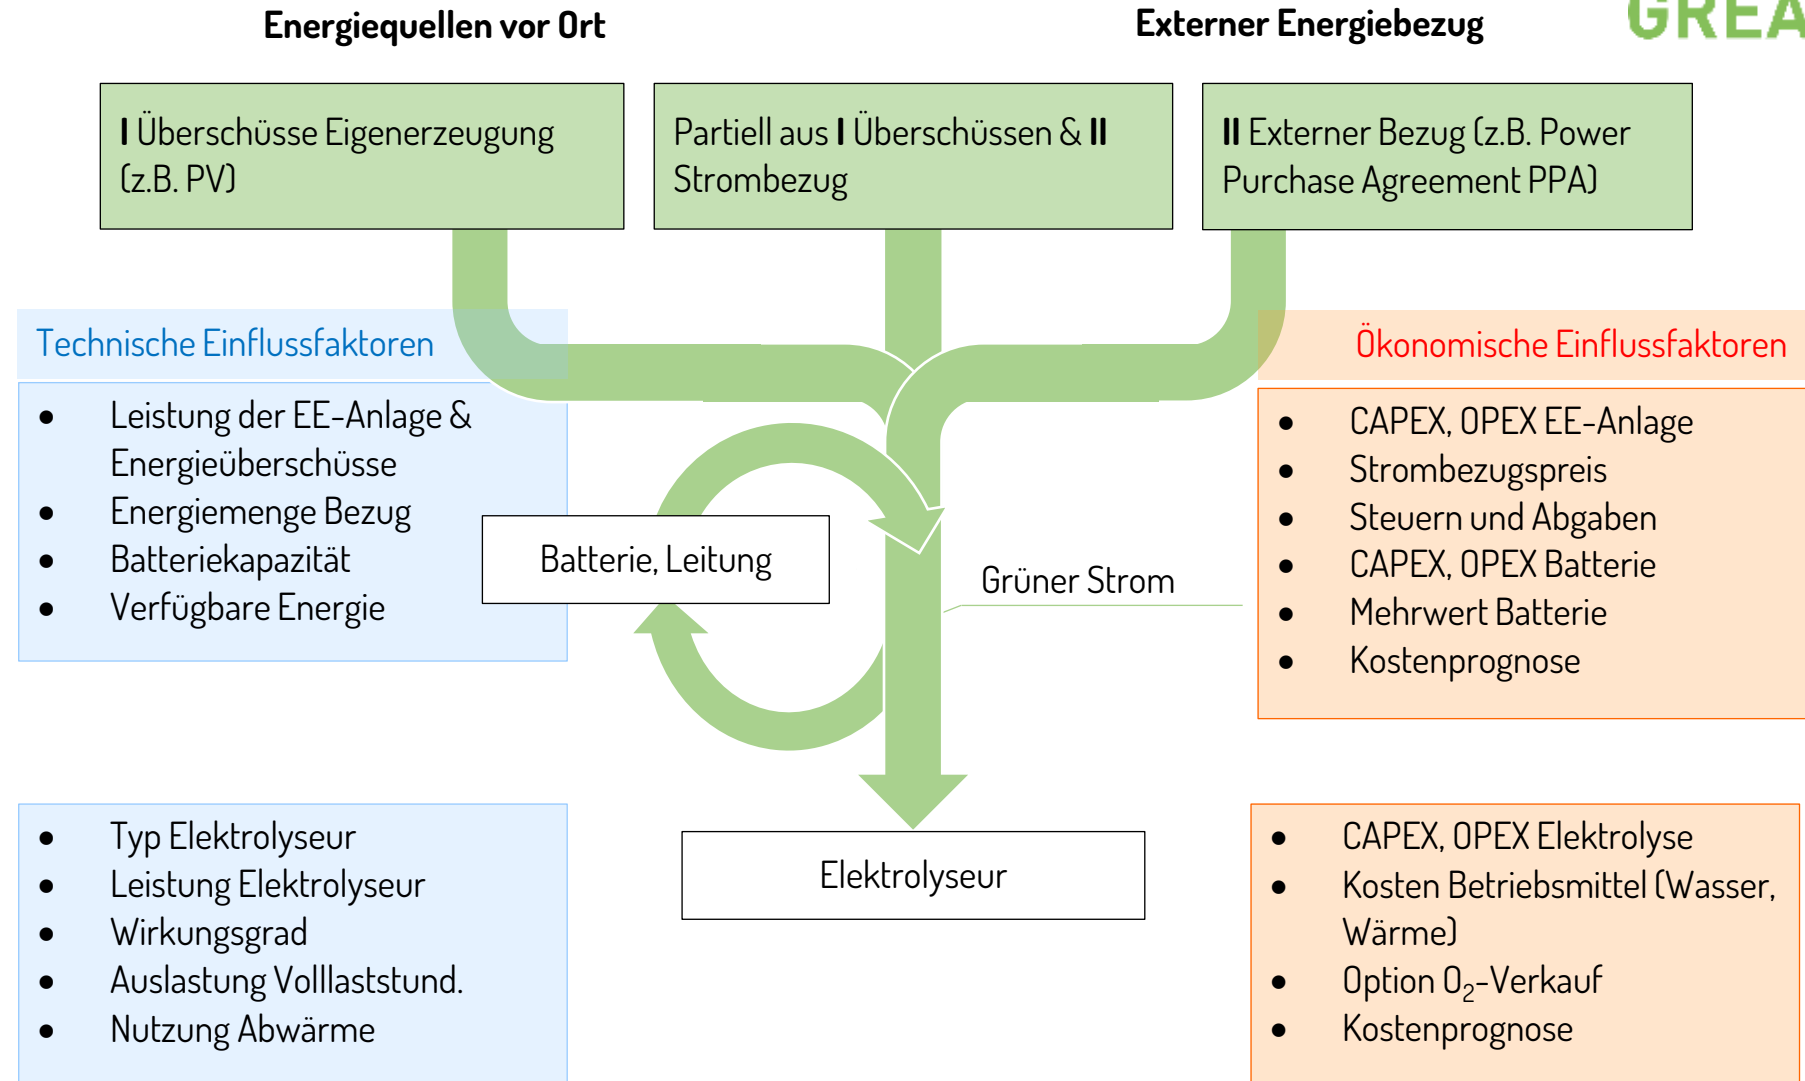 Energiequellen vor Ort
Externer Energiebezug
GREA
I Überschüsse Eigenerzeugung
(z.B. PV)
Partiell aus I Überschüssen & II
Strombezug
II Externer Bezug (z.B. Power
Purchase Agreement PPA)
Technische Einflussfaktoren
• Leistung der EE-Anlage &
Energieüberschüsse
• Energiemenge Bezug
• Batteriekapazität
• Verfügbare Energie
Batterie, Leitung
Grüner Strom
Ökonomische Einflussfaktoren
• CAPEX, OPEX EE-Anlage
• Strombezugspreis
• Steuern und Abgaben
• CAPEX, OPEX Batterie
• Mehrwert Batterie
• Kostenprognose
• Typ Elektrolyseur
• Leistung Elektrolyseur
• Wirkungsgrad
• Auslastung Volllaststund.
• Nutzung Abwärme
Elektrolyseur
• CAPEX, OPEX Elektrolyse
• Kosten Betriebsmittel (Wasser,
Wärme)
• Option O₂-Verkauf
• Kostenprognose